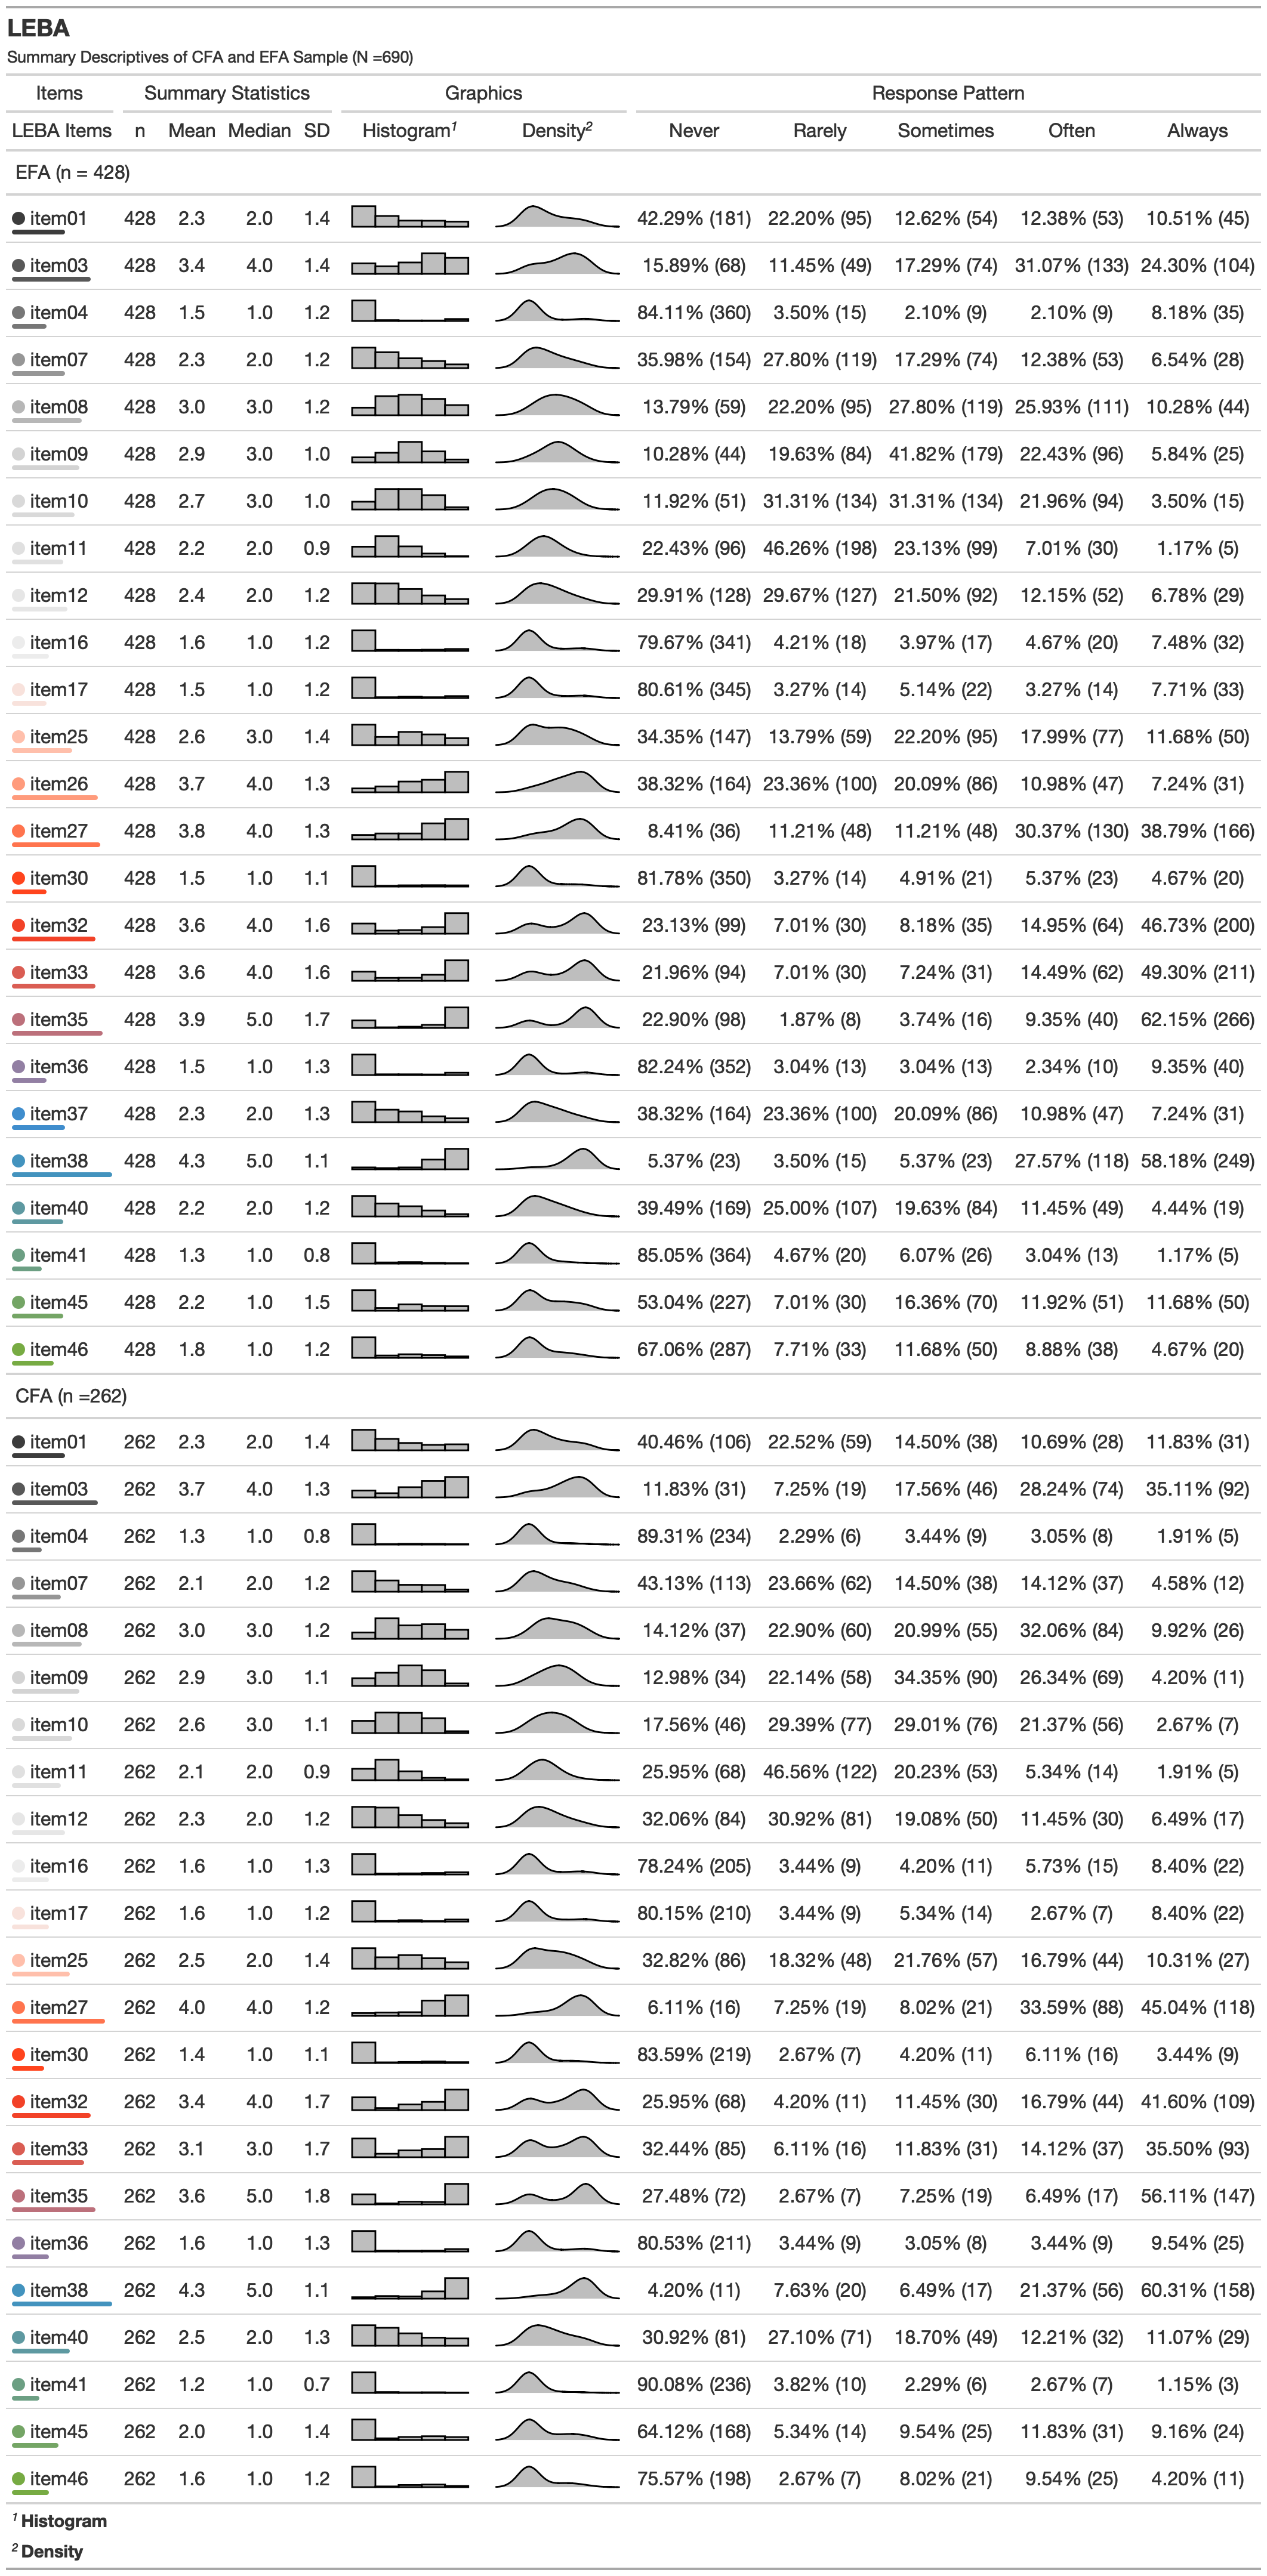 LEBA
Summary Descriptives of CFA and EFA Sample (N =690)
Items Summary Statistics Graphics Response Pattern
LEBA Items n Mean Median SD Histogram1 Density2 Never Rarely Sometimes Often Always
EFA (n = 428)
item01 428 2.3 2.0 1.4 42.29% (181) 22.20% (95) 12.62% (54) 12.38% (53) 10.51% (45)
item03 428 3.4 4.0 1.4 15.89% (68) 11.45% (49) 17.29% (74) 31.07% (133) 24.30% (104)
item04 428 1.5 1.0 1.2 84.11% (360) 3.50% (15) 2.10% (9) 2.10% (9) 8.18% (35)
item07 428 2.3 2.0 1.2 35.98% (154) 27.80% (119) 17.29% (74) 12.38% (53) 6.54% (28)
item08 428 3.0 3.0 1.2 13.79% (59) 22.20% (95) 27.80% (119) 25.93% (111) 10.28% (44)
item09 428 2.9 3.0 1.0 10.28% (44) 19.63% (84) 41.82% (179) 22.43% (96) 5.84% (25)
item10 428 2.7 3.0 1.0 11.92% (51) 31.31% (134) 31.31% (134) 21.96% (94) 3.50% (15)
item11 428 2.2 2.0 0.9 22.43% (96) 46.26% (198) 23.13% (99) 7.01% (30) 1.17% (5)
item12 428 2.4 2.0 1.2 29.91% (128) 29.67% (127) 21.50% (92) 12.15% (52) 6.78% (29)
item16 428 1.6 1.0 1.2 79.67% (341) 4.21% (18) 3.97% (17) 4.67% (20) 7.48% (32)
item17 428 1.5 1.0 1.2 80.61% (345) 3.27% (14) 5.14% (22) 3.27% (14) 7.71% (33)
item25 428 2.6 3.0 1.4 34.35% (147) 13.79% (59) 22.20% (95) 17.99% (77) 11.68% (50)
item26 428 3.7 4.0 1.3 38.32% (164) 23.36% (100) 20.09% (86) 10.98% (47) 7.24% (31)
item27 428 3.8 4.0 1.3 8.41% (36) 11.21% (48) 11.21% (48) 30.37% (130) 38.79% (166)
item30 428 1.5 1.0 1.1 81.78% (350) 3.27% (14) 4.91% (21) 5.37% (23) 4.67% (20)
item32 428 3.6 4.0 1.6 23.13% (99) 7.01% (30) 8.18% (35) 14.95% (64) 46.73% (200)
item33 428 3.6 4.0 1.6 21.96% (94) 7.01% (30) 7.24% (31) 14.49% (62) 49.30% (211)
item35 428 3.9 5.0 1.7 22.90% (98) 1.87% (8) 3.74% (16) 9.35% (40) 62.15% (266)
item36 428 1.5 1.0 1.3 82.24% (352) 3.04% (13) 3.04% (13) 2.34% (10) 9.35% (40)
item37 428 2.3 2.0 1.3 38.32% (164) 23.36% (100) 20.09% (86) 10.98% (47) 7.24% (31)
item38 428 4.3 5.0 1.1 5.37% (23) 3.50% (15) 5.37% (23) 27.57% (118) 58.18% (249)
item40 428 2.2 2.0 1.2 39.49% (169) 25.00% (107) 19.63% (84) 11.45% (49) 4.44% (19)
item41 428 1.3 1.0 0.8 85.05% (364) 4.67% (20) 6.07% (26) 3.04% (13) 1.17% (5)
item45 428 2.2 1.0 1.5 53.04% (227) 7.01% (30) 16.36% (70) 11.92% (51) 11.68% (50)
item46 428 1.8 1.0 1.2 67.06% (287) 7.71% (33) 11.68% (50) 8.88% (38) 4.67% (20)
CFA (n =262)
item01 262 2.3 2.0 1.4 40.46% (106) 22.52% (59) 14.50% (38) 10.69% (28) 11.83% (31)
item03 262 3.7 4.0 1.3 11.83% (31) 7.25% (19) 17.56% (46) 28.24% (74) 35.11% (92)
item04 262 1.3 1.0 0.8 89.31% (234) 2.29% (6) 3.44% (9) 3.05% (8) 1.91% (5)
item07 262 2.1 2.0 1.2 43.13% (113) 23.66% (62) 14.50% (38) 14.12% (37) 4.58% (12)
item08 262 3.0 3.0 1.2 14.12% (37) 22.90% (60) 20.99% (55) 32.06% (84) 9.92% (26)
item09 262 2.9 3.0 1.1 12.98% (34) 22.14% (58) 34.35% (90) 26.34% (69) 4.20% (11)
item10 262 2.6 3.0 1.1 17.56% (46) 29.39% (77) 29.01% (76) 21.37% (56) 2.67% (7)
item11 262 2.1 2.0 0.9 25.95% (68) 46.56% (122) 20.23% (53) 5.34% (14) 1.91% (5)
item12 262 2.3 2.0 1.2 32.06% (84) 30.92% (81) 19.08% (50) 11.45% (30) 6.49% (17)
item16 262 1.6 1.0 1.3 78.24% (205) 3.44% (9) 4.20% (11) 5.73% (15) 8.40% (22)
item17 262 1.6 1.0 1.2 80.15% (210) 3.44% (9) 5.34% (14) 2.67% (7) 8.40% (22)
item25 262 2.5 2.0 1.4 32.82% (86) 18.32% (48) 21.76% (57) 16.79% (44) 10.31% (27)
item27 262 4.0 4.0 1.2 6.11% (16) 7.25% (19) 8.02% (21) 33.59% (88) 45.04% (118)
item30 262 1.4 1.0 1.1 83.59% (219) 2.67% (7) 4.20% (11) 6.11% (16) 3.44% (9)
item32 262 3.4 4.0 1.7 25.95% (68) 4.20% (11) 11.45% (30) 16.79% (44) 41.60% (109)
item33 262 3.1 3.0 1.7 32.44% (85) 6.11% (16) 11.83% (31) 14.12% (37) 35.50% (93)
item35 262 3.6 5.0 1.8 27.48% (72) 2.67% (7) 7.25% (19) 6.49% (17) 56.11% (147)
item36 262 1.6 1.0 1.3 80.53% (211) 3.44% (9) 3.05% (8) 3.44% (9) 9.54% (25)
item38 262 4.3 5.0 1.1 4.20% (11) 7.63% (20) 6.49% (17) 21.37% (56) 60.31% (158)
item40 262 2.5 2.0 1.3 30.92% (81) 27.10% (71) 18.70% (49) 12.21% (32) 11.07% (29)
item41 262 1.2 1.0 0.7 90.08% (236) 3.82% (10) 2.29% (6) 2.67% (7) 1.15% (3)
item45 262 2.0 1.0 1.4 64.12% (168) 5.34% (14) 9.54% (25) 11.83% (31) 9.16% (24)
item46 262 1.6 1.0 1.2 75.57% (198) 2.67% (7) 8.02% (21) 9.54% (25) 4.20% (11)
1 Histogram
2 Density